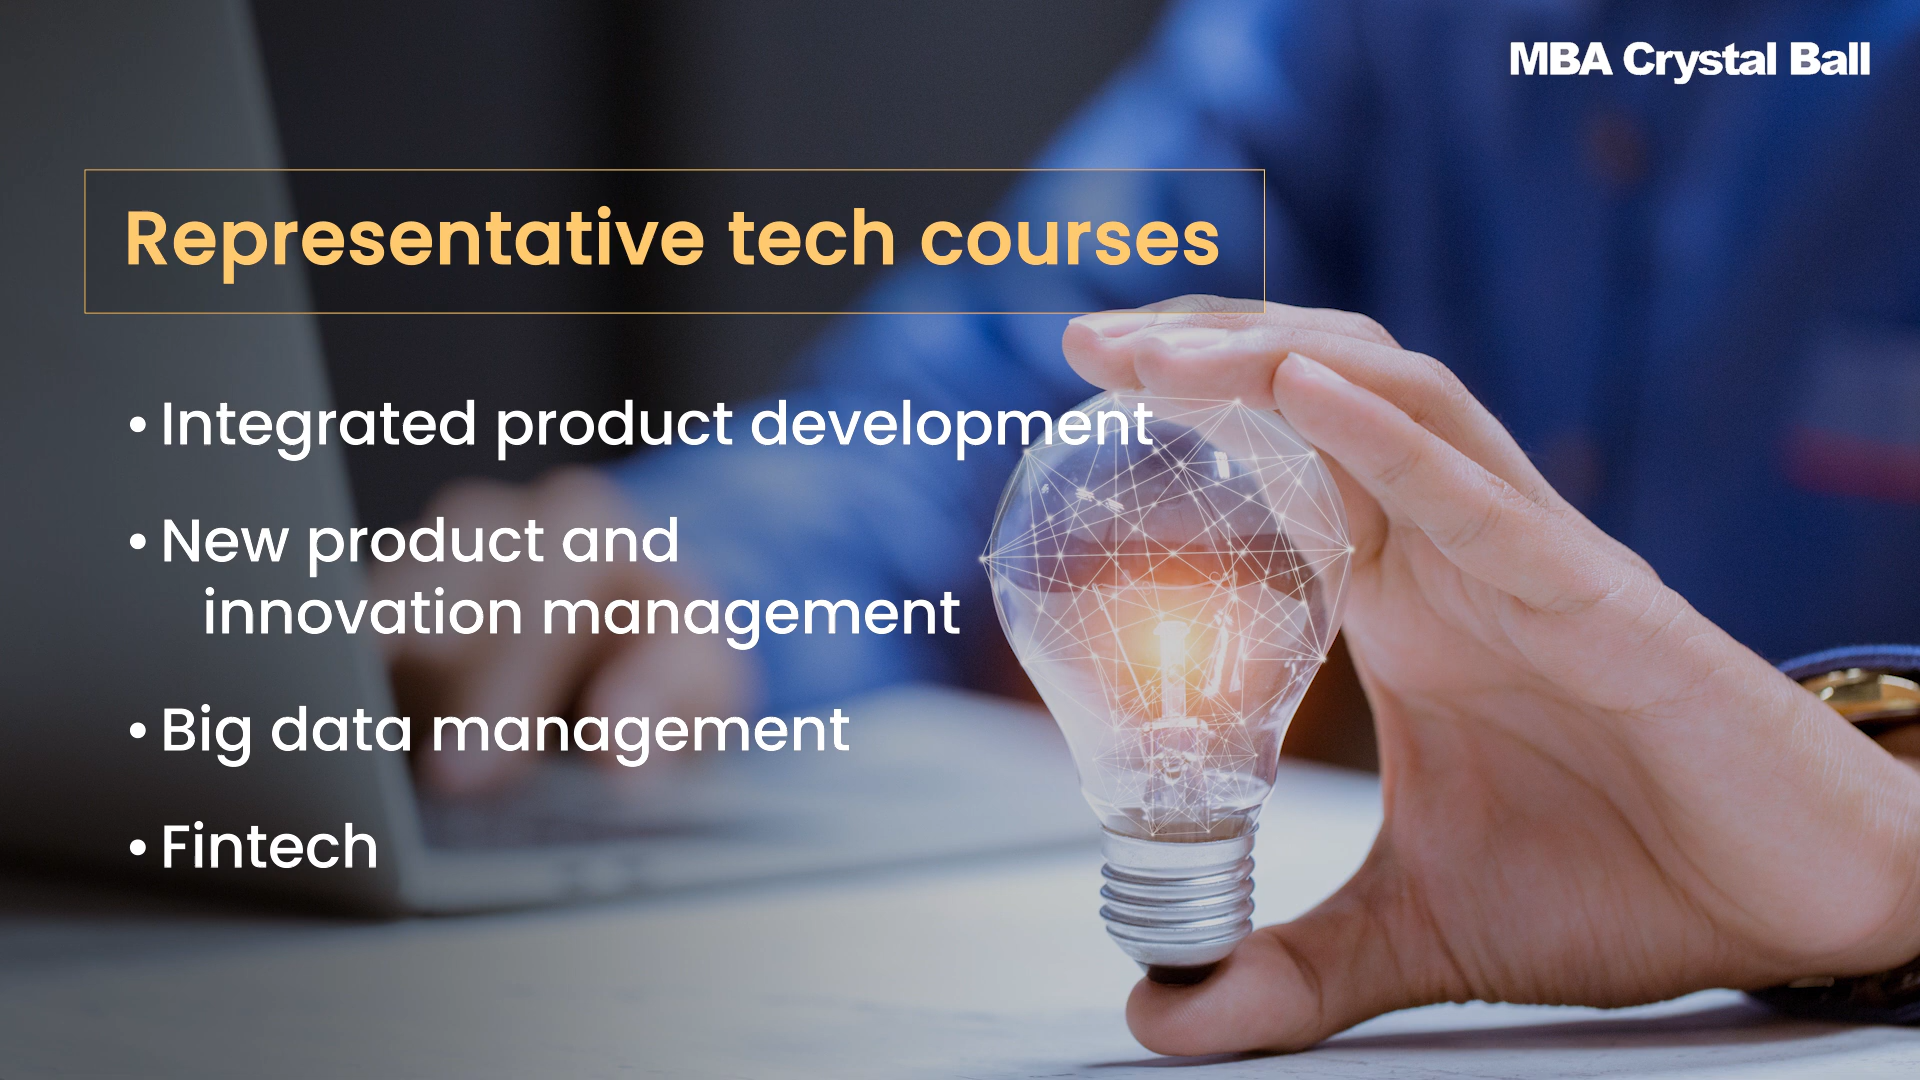 MBA Crystal Ball
Representative tech courses
• Integrated product development
• New product and
innovation management
• Big data management
• Fintech